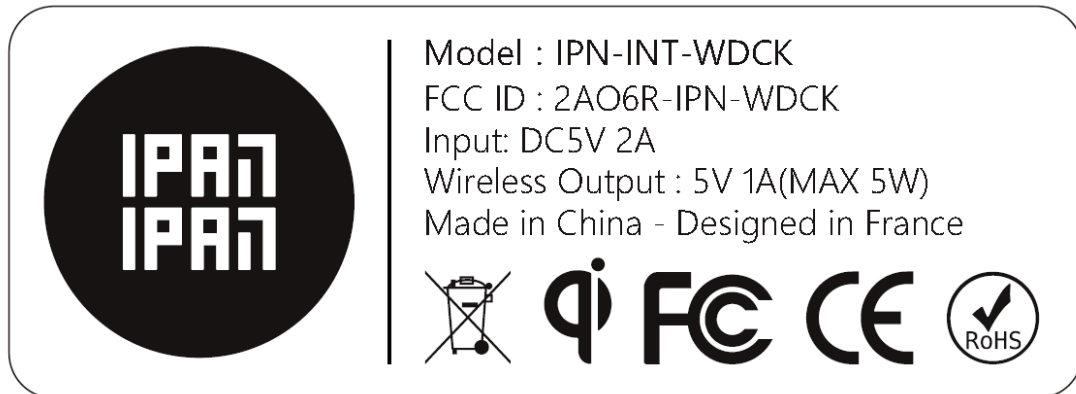 IPAN
IPAN
Model : IPN-INT-WDCK
FCC ID : 2AO6R-IPN-WDCK
Input: DC5V 2A
Wireless Output : 5V 1A(MAX 5W)
Made in China - Designed in France
qi FC CE RoHS